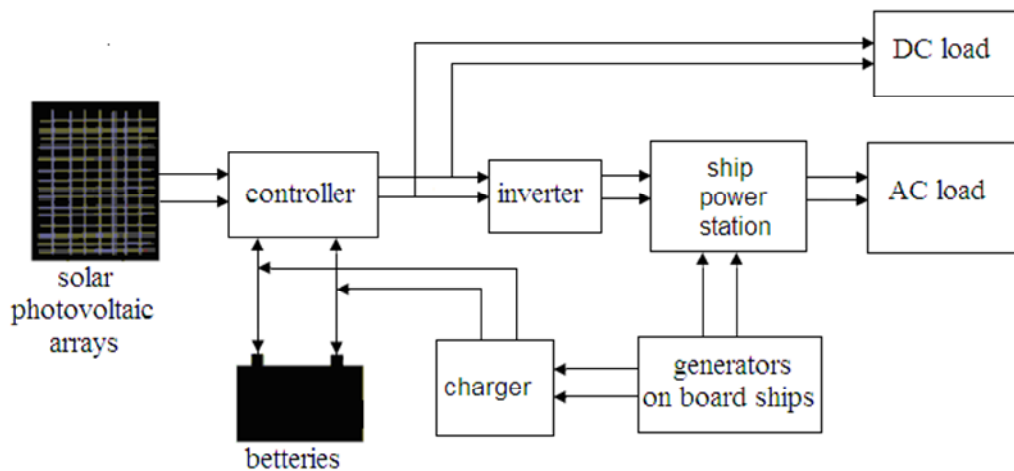 DC load
solar
photovoltaic
arrays
controller
inverter
ship
power
station
AC load
betteries
charger
generators
on board ships